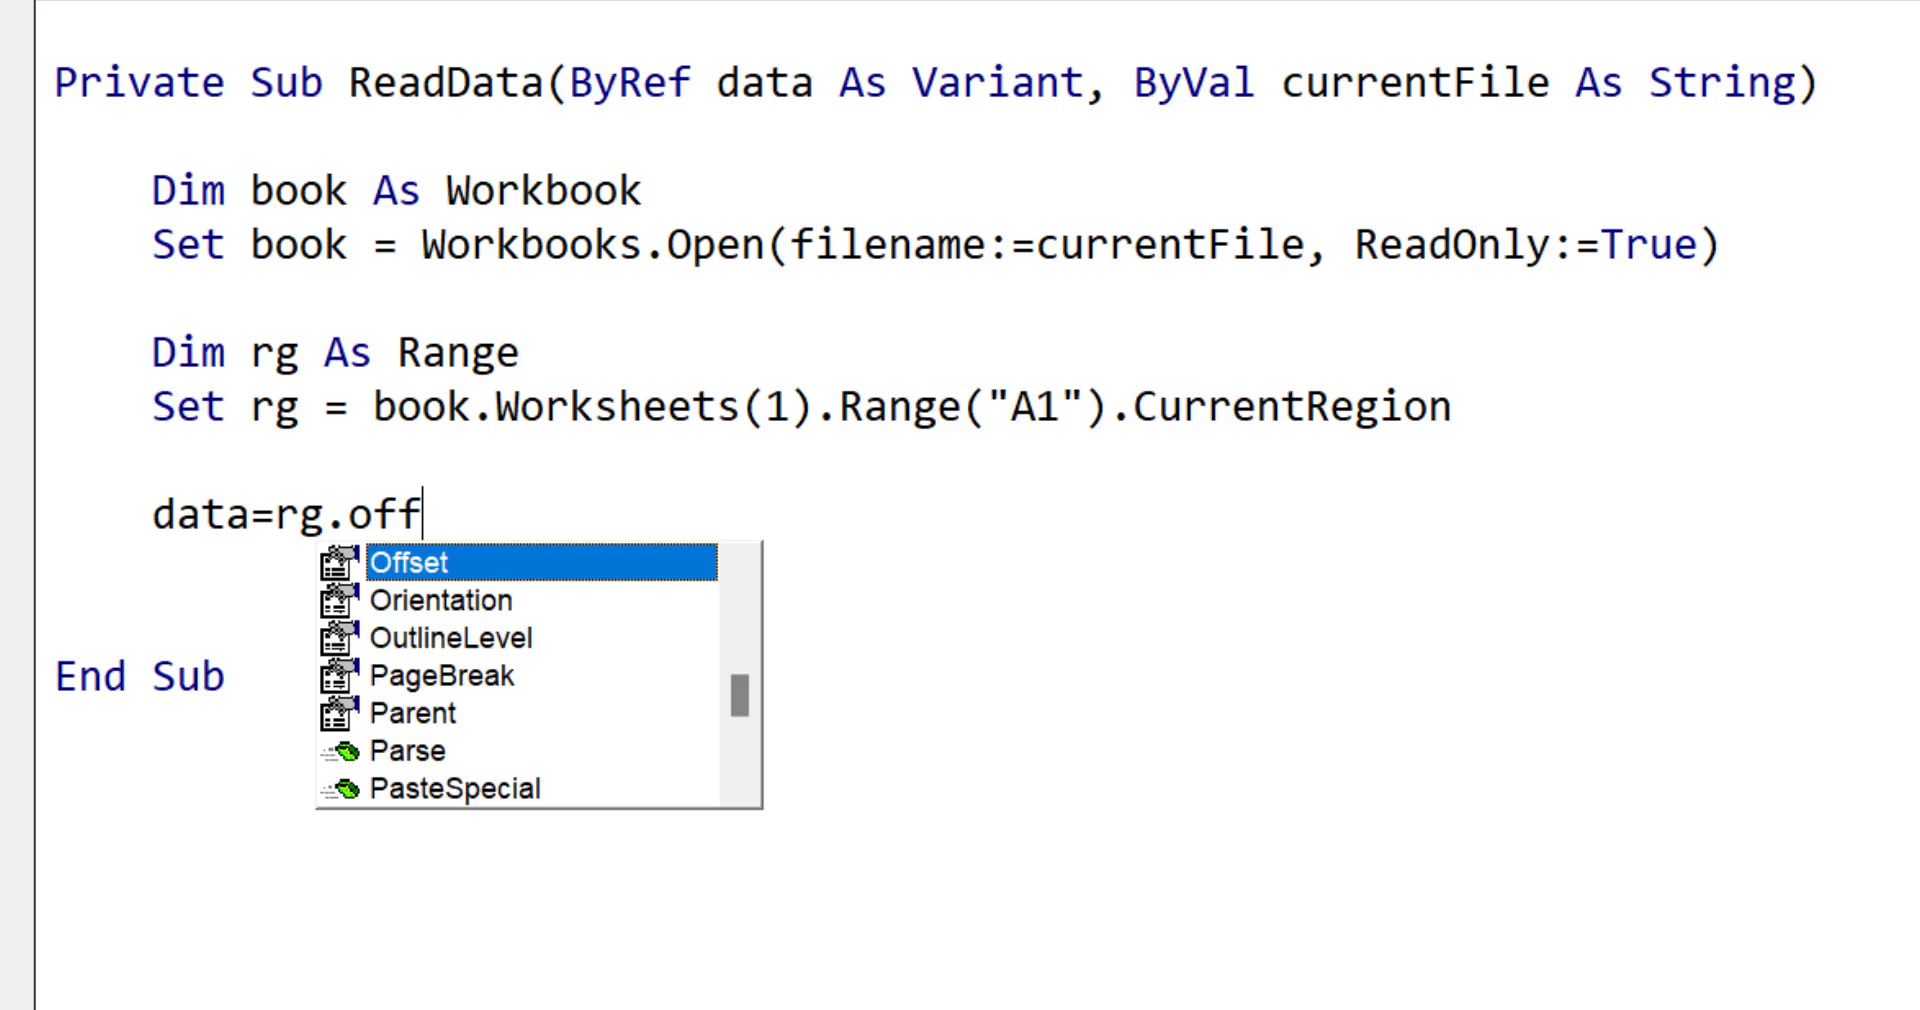 Private Sub ReadData(ByRef data As Variant, ByVal currentFile As String)
Dim book As Workbook
Set book = Workbooks.Open(filename:=currentFile, ReadOnly:=True)
Dim rg As Range
Set rg = book.Worksheets(1).Range("A1").CurrentRegion
data=rg.off
Offset
Orientation
OutlineLevel
PageBreak
Parent
Parse
PasteSpecial
End Sub